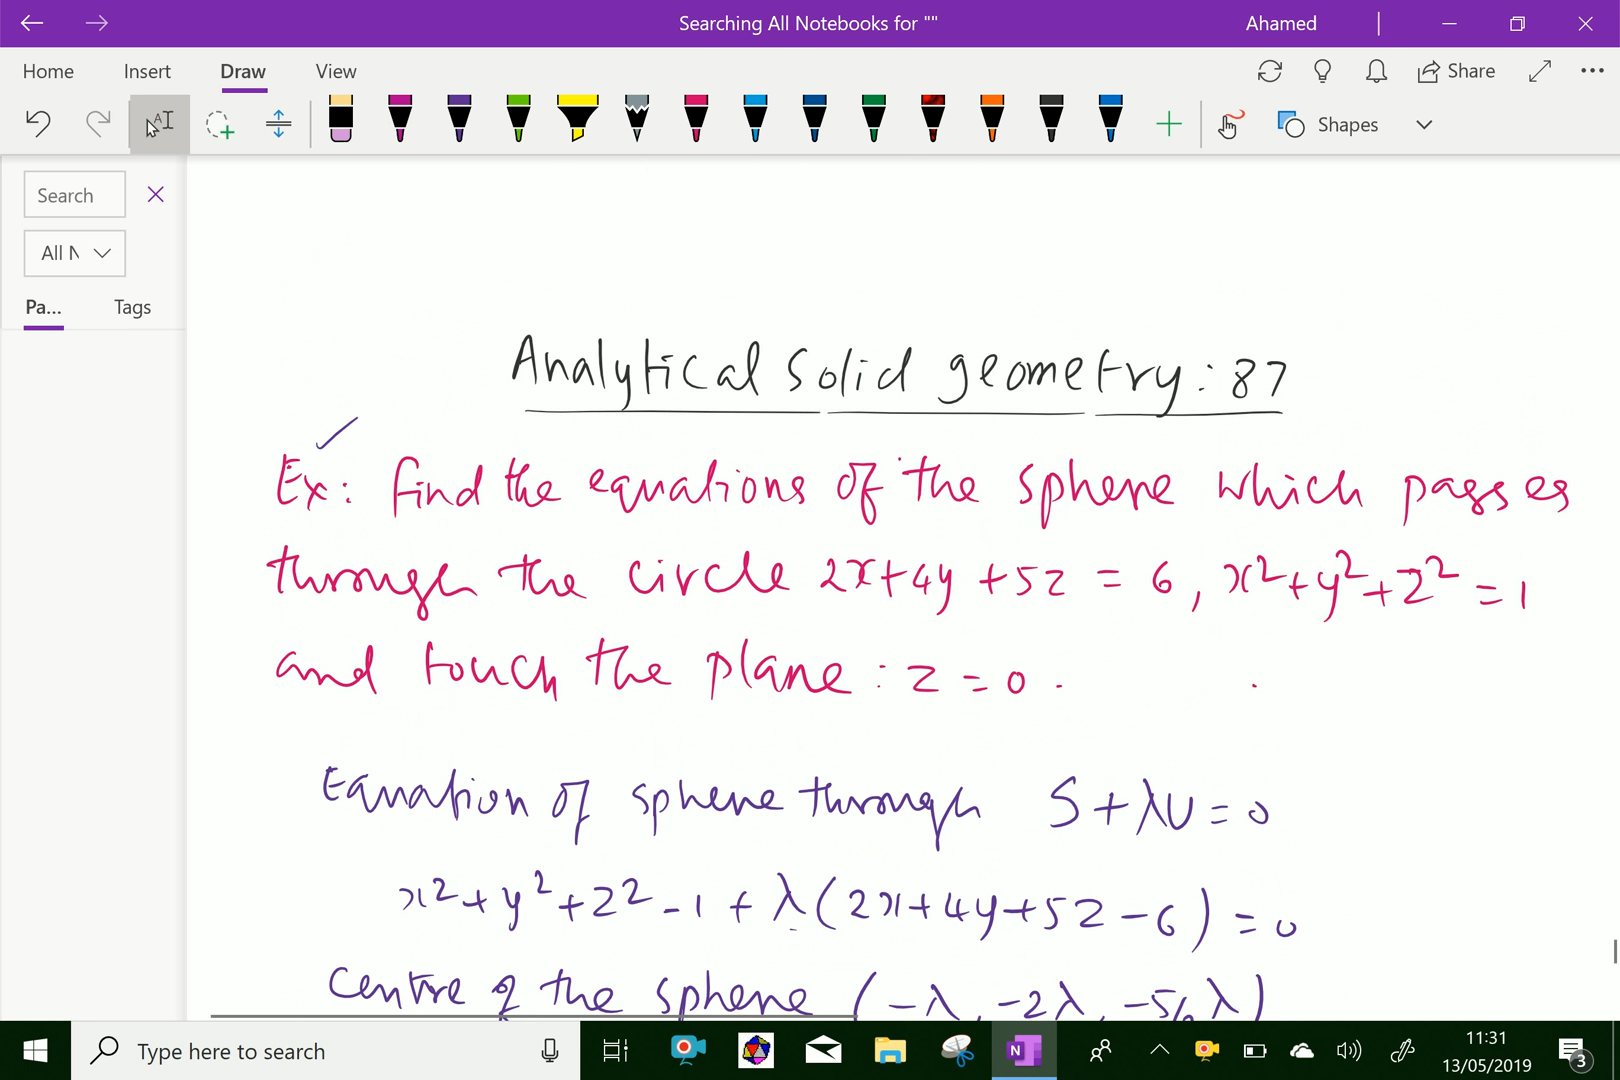 Searching All Notebooks for ""
Ahamed
Home Insert Draw View
Share
Shapes
Search
All N
Pa... Tags
Analytical Solid geometry: 87
Ex: find the equations of the sphere which passes
through the circle 2x+4y+5z = 6, x²+y²+z² = 1
and touch the plane: z = 0.
Equation of sphere through S+λU = 0
x²+y²+z²-1+λ(2x+4y+5z-6) = 0
Centre of the sphere (-λ, -2λ, -5/2 λ)
Type here to search
11:31
13/05/2019
3